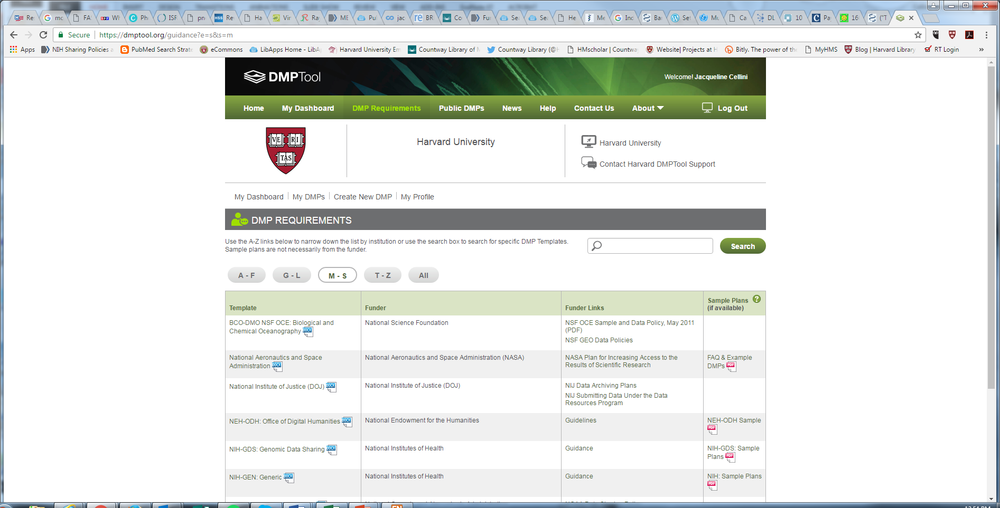 Re
mc
FA
Wh
Ph
ISF
pn
HSS Re
Ha
Vir
Ra
ME
Pu
jac
re BRI
Co
Fu
Se
Se
He
Me
Ind
Ba
Set
Mu
Ca
DL
10
C Pa
16
("T
Secure https://dmptool.org/guidance?e=s&s=m
Apps NIH Sharing Policies a PubMed Search Strate eCommons LibApps Home - LibA Harvard University Em Countway Library of M Countway Library (@H HMscholar | Countwa Website| Projects at H Bitly. The power of the MyHMS Blog | Harvard Library RT Login »
DMPTool
Welcome! Jacqueline Cellini
Home My Dashboard DMP Requirements Public DMPs News Help Contact Us About Log Out
VE RI
TAS
Harvard University
Harvard University
Contact Harvard DMPTool Support
My Dashboard My DMPs Create New DMP My Profile
DMP REQUIREMENTS
Use the A-Z links below to narrow down the list by institution or use the search box to search for specific DMP Templates.
Sample plans are not necessarily from the funder.
Search
A - F G - L M - S T - Z All
Template Funder Funder Links Sample Plans ?
(if available)
BCO-DMO NSF OCE: Biological and
Chemical Oceanography DOCX
National Science Foundation
NSF OCE Sample and Data Policy, May 2011
(PDF)
NSF GEO Data Policies
National Aeronautics and Space
Administration DOCX
National Aeronautics and Space Administration (NASA)
NASA Plan for Increasing Access to the
Results of Scientific Research
FAQ & Example
DMPs PDF
National Institute of Justice (DOJ) DOCX
National Institute of Justice (DOJ)
NIJ Data Archiving Plans
NIJ Submitting Data Under the Data
Resources Program
NEH-ODH: Office of Digital Humanities DOCX
National Endowment for the Humanities
Guidelines
NEH-ODH Sample
PDF
NIH-GDS: Genomic Data Sharing DOCX
National Institutes of Health
Guidance
NIH-GDS: Sample
Plans PDF
NIH-GEN: Generic DOCX
National Institutes of Health
Guidance
NIH: Sample Plans
PDF